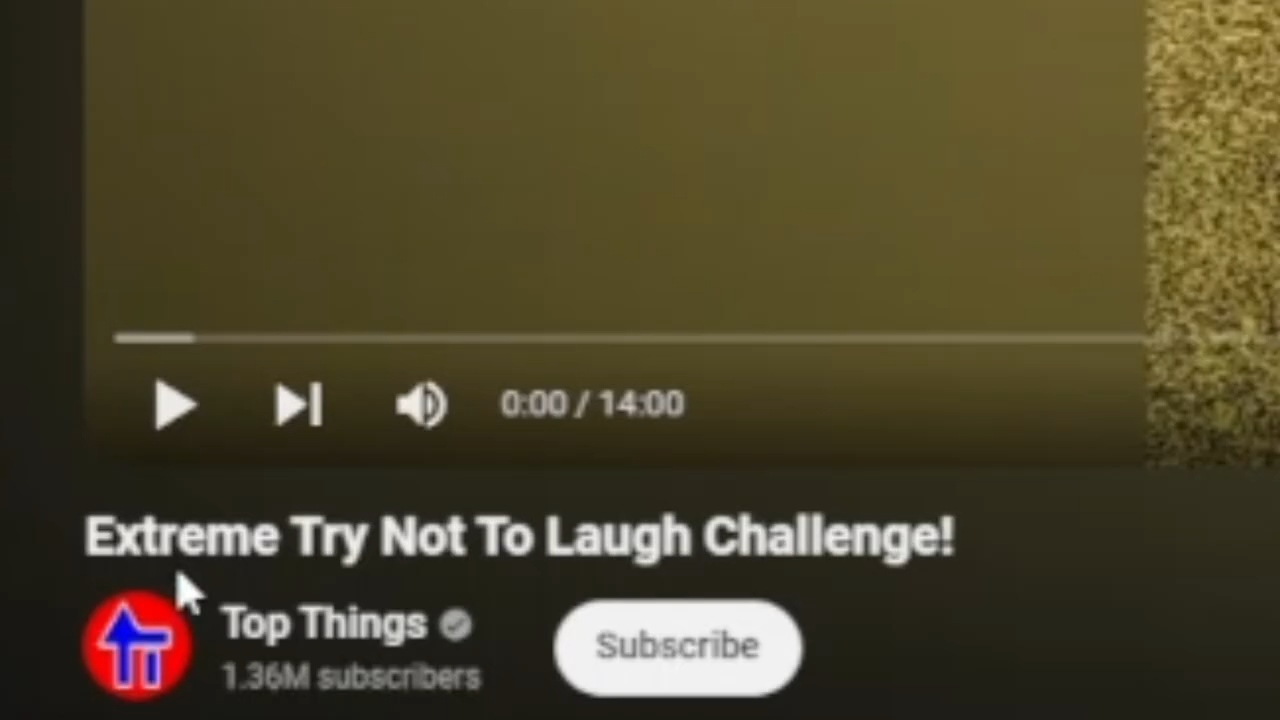 0:00 / 14:00
Extreme Try Not To Laugh Challenge!
Top Things
1.36M subscribers
Subscribe